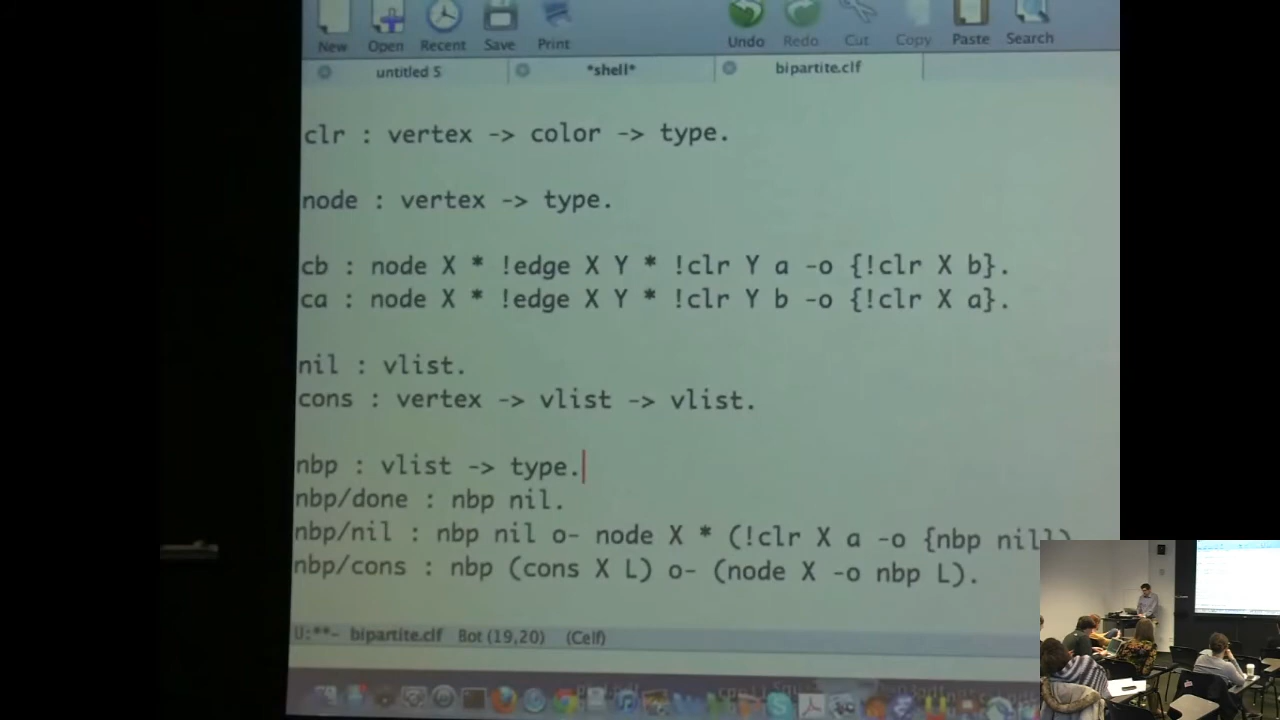 New Open Recent Save Print Undo Redo Cut Copy Paste Search
untitled 5 *shell* bipartite.clf
clr : vertex -> color -> type.
node : vertex -> type.
cb : node X * !edge X Y * !clr Y a -o {!clr X b}.
ca : node X * !edge X Y * !clr Y b -o {!clr X a}.
nil : vlist.
cons : vertex -> vlist -> vlist.
nbp : vlist -> type.
nbp/done : nbp nil.
nbp/nil : nbp nil o- node X * (!clr X a -o {nbp nil})
nbp/cons : nbp (cons X L) o- (node X -o nbp L).
U:**- bipartite.clf Bot (19,20) (Celf)